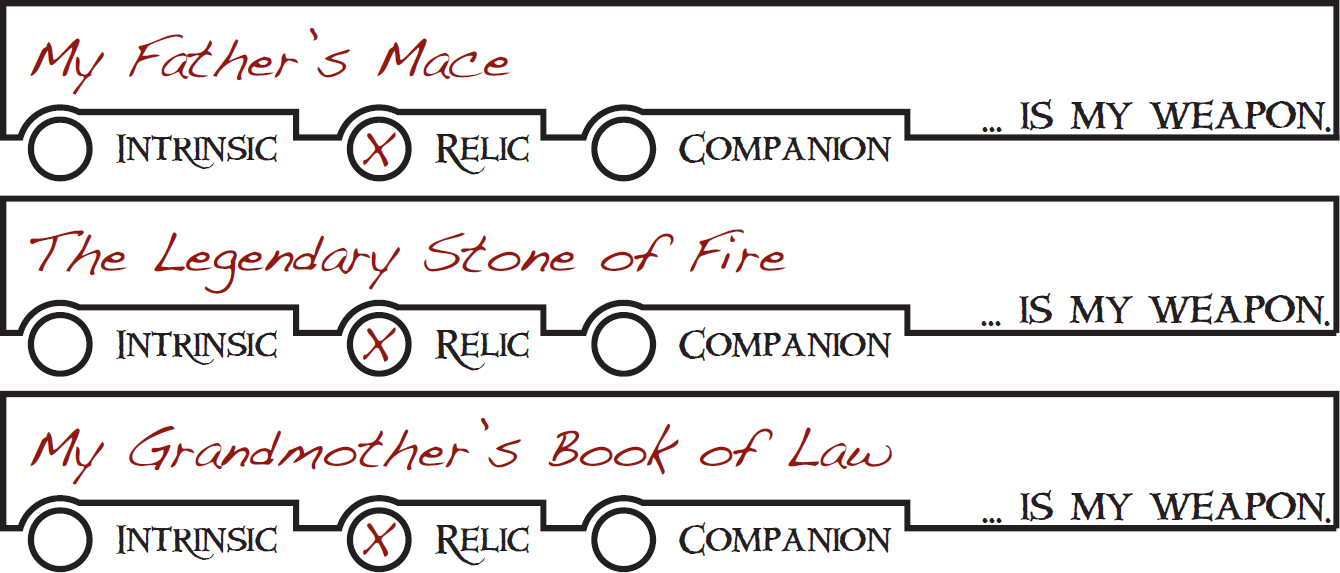 My Father's Mace
... IS MY WEAPON.
X
INTRINSIC RELIC COMPANION
The Legendary Stone of Fire
... IS MY WEAPON.
X
INTRINSIC RELIC COMPANION
My Grandmother's Book of Law
... IS MY WEAPON.
X
INTRINSIC RELIC COMPANION